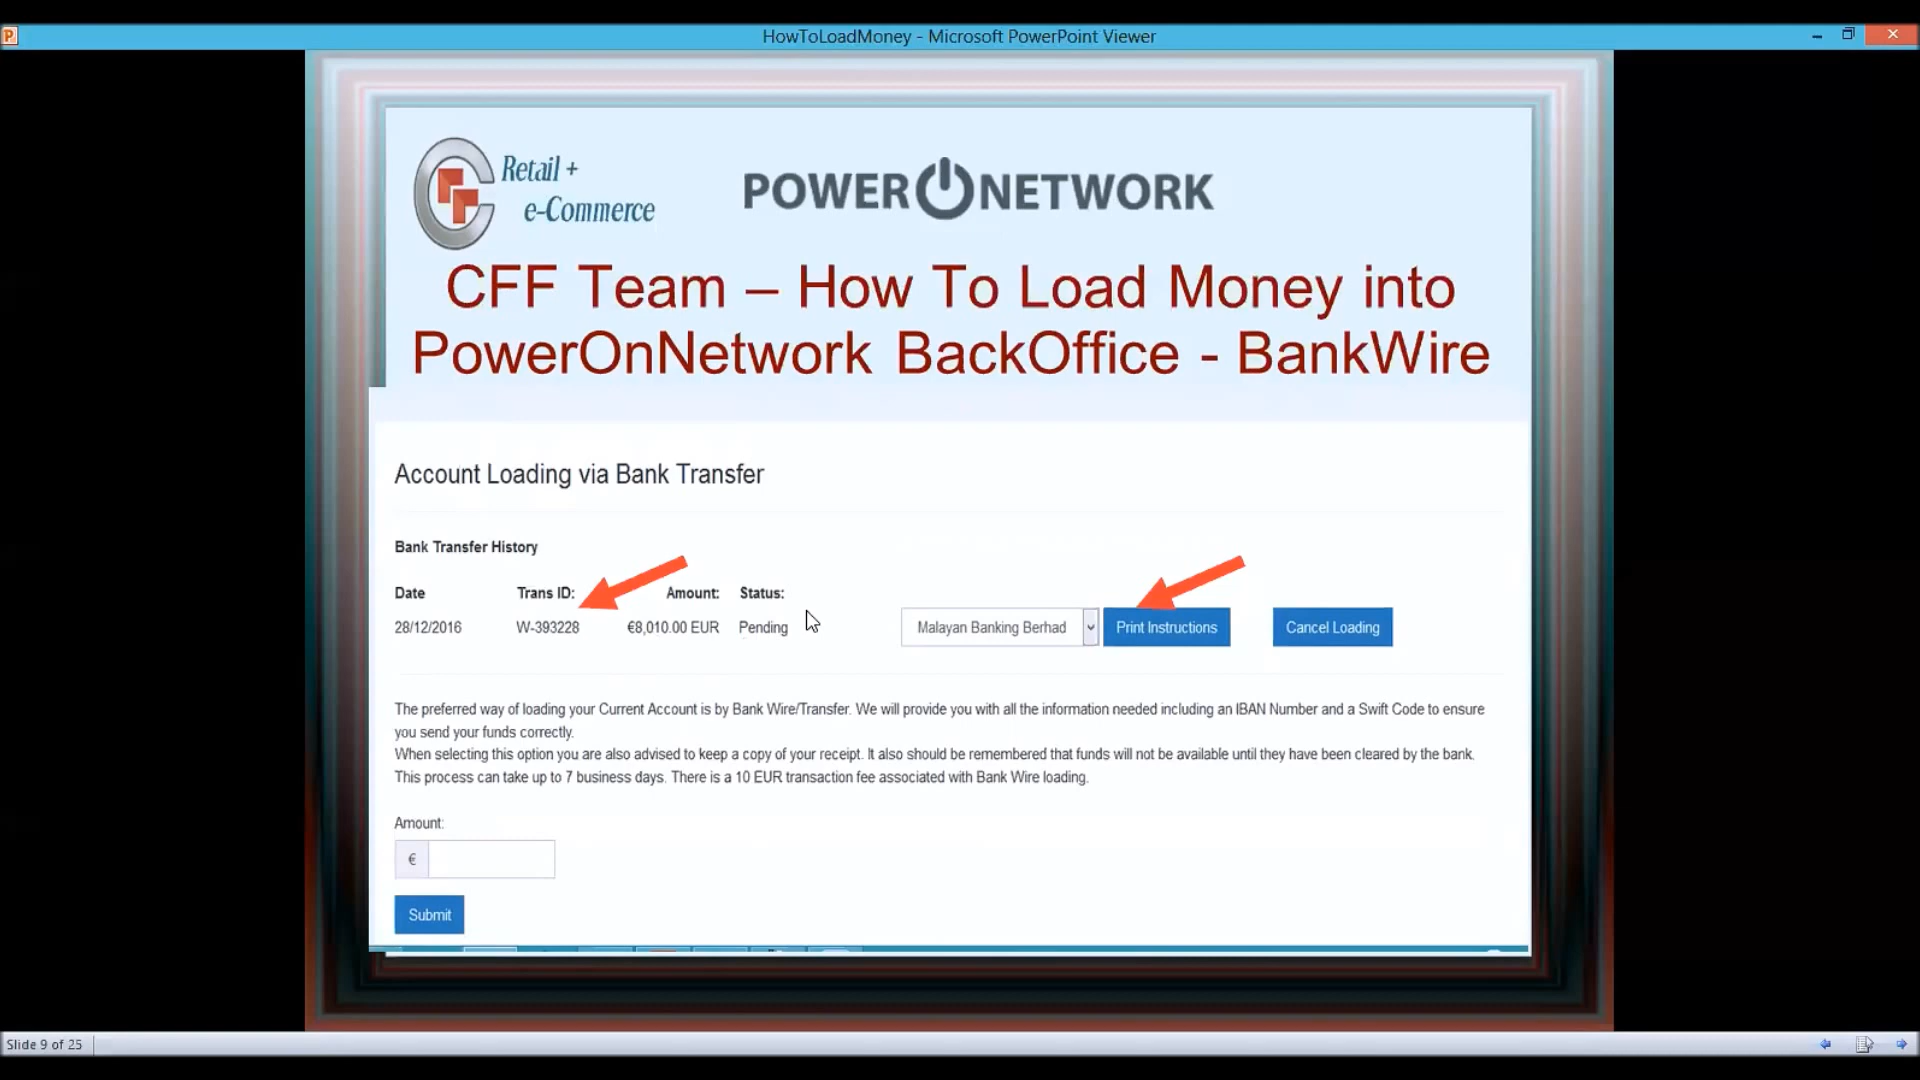 HowToLoadMoney - Microsoft PowerPoint Viewer
Retail +
e-Commerce
POWER NETWORK
CFF Team – How To Load Money into
PowerOnNetwork BackOffice - BankWire
Account Loading via Bank Transfer
Bank Transfer History
Date Trans ID: Amount: Status:
28/12/2016 W-393228 €8,010.00 EUR Pending Malayan Banking Berhad Print Instructions Cancel Loading
The preferred way of loading your Current Account is by Bank Wire/Transfer. We will provide you with all the information needed including an IBAN Number and a Swift Code to ensure
you send your funds correctly.
When selecting this option you are also advised to keep a copy of your receipt. It also should be remembered that funds will not be available until they have been cleared by the bank.
This process can take up to 7 business days. There is a 10 EUR transaction fee associated with Bank Wire loading.
Amount:
€
Submit
Slide 9 of 25